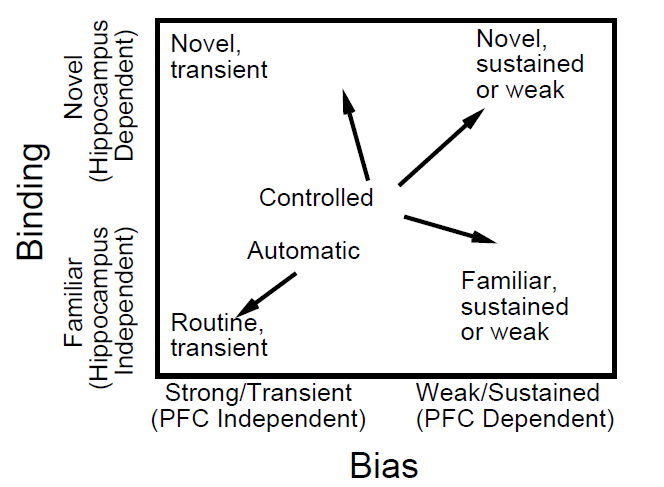 Binding
Novel
(Hippocampus
Dependent)
Familiar
(Hippocampus
Independent)
Novel,
transient
Novel,
sustained
or weak
Controlled
Automatic
Routine,
transient
Familiar,
sustained
or weak
Strong/Transient
(PFC Independent)
Weak/Sustained
(PFC Dependent)
Bias